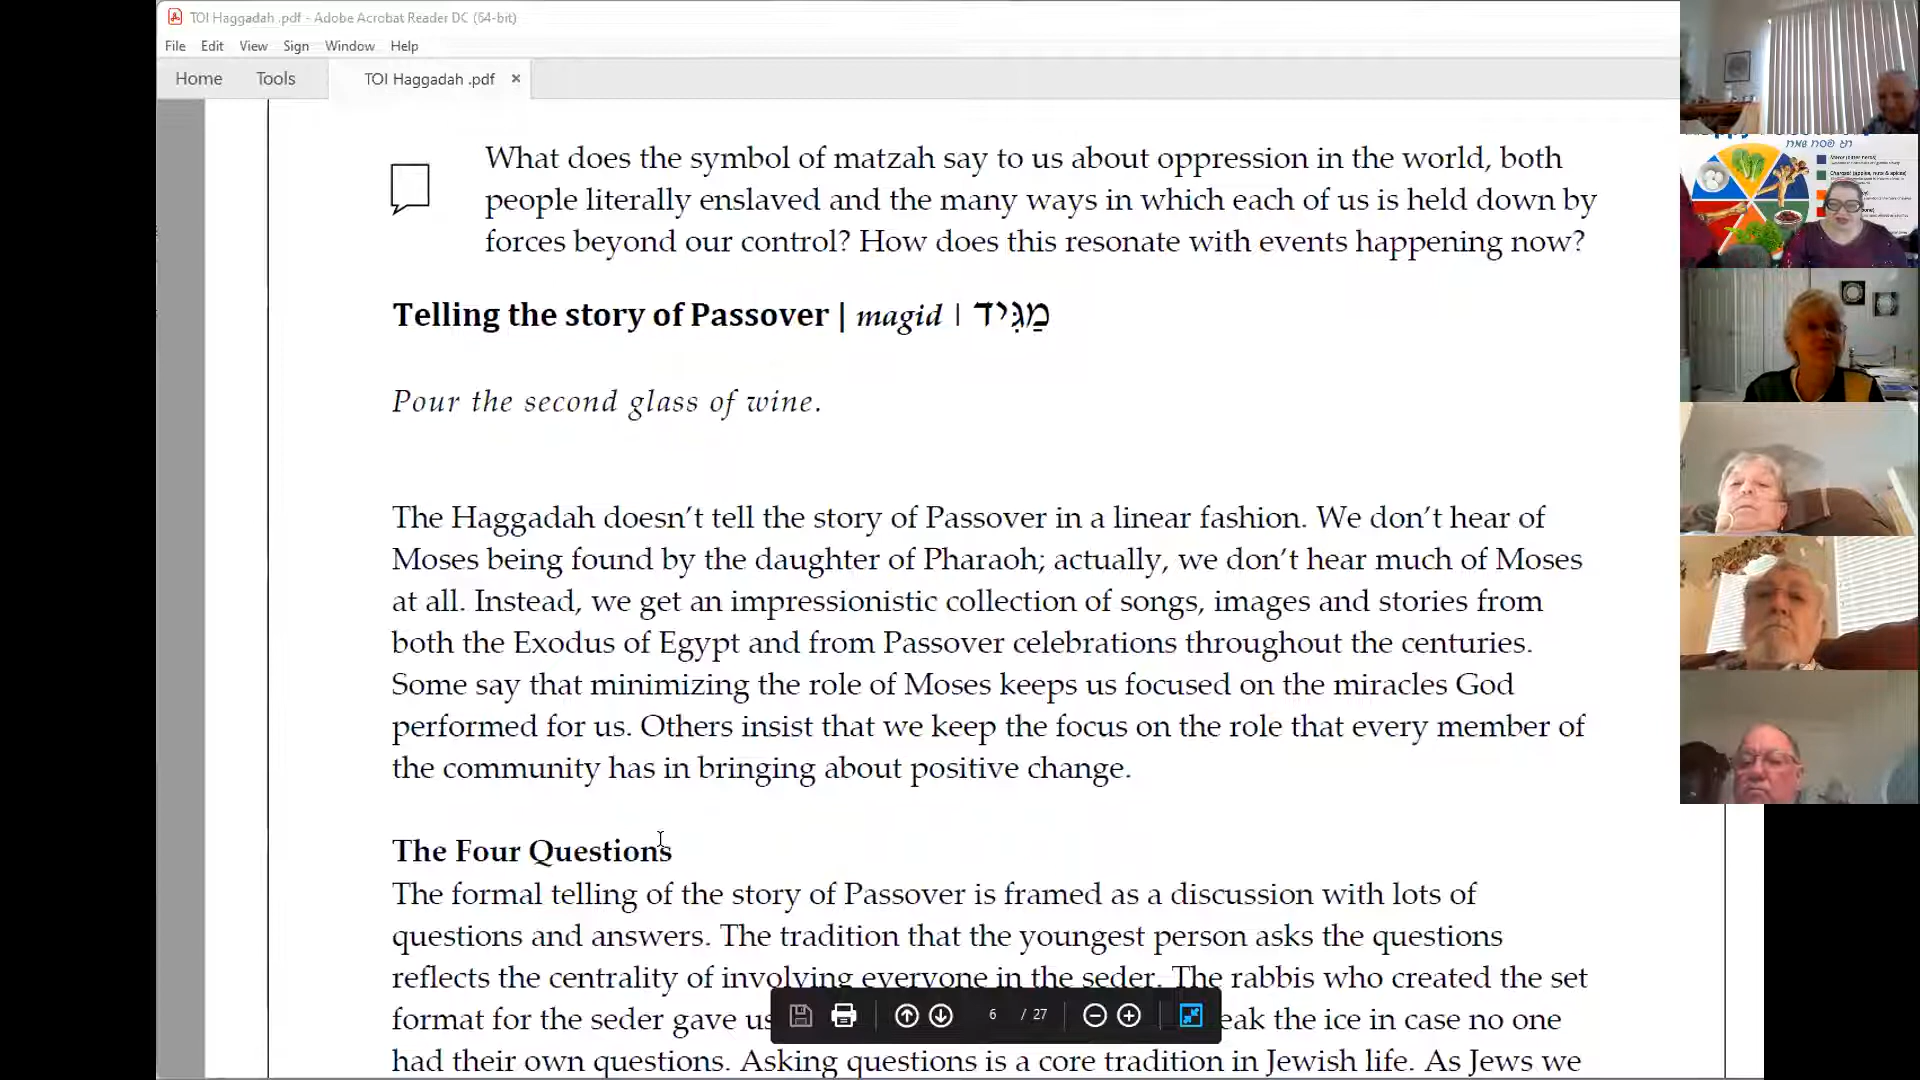 TOI Haggadah .pdf - Adobe Acrobat Reader DC (64-bit)
File Edit View Sign Window Help
Home Tools TOI Haggadah .pdf ×
What does the symbol of matzah say to us about oppression in the world, both
people literally enslaved and the many ways in which each of us is held down by
forces beyond our control? How does this resonate with events happening now?
Telling the story of Passover | magid | מַגִּיד
Pour the second glass of wine.
The Haggadah doesn’t tell the story of Passover in a linear fashion. We don’t hear of
Moses being found by the daughter of Pharaoh; actually, we don’t hear much of Moses
at all. Instead, we get an impressionistic collection of songs, images and stories from
both the Exodus of Egypt and from Passover celebrations throughout the centuries.
Some say that minimizing the role of Moses keeps us focused on the miracles God
performed for us. Others insist that we keep the focus on the role that every member of
the community has in bringing about positive change.
The Four Questions
The formal telling of the story of Passover is framed as a discussion with lots of
questions and answers. The tradition that the youngest person asks the questions
reflects the centrality of involving everyone in the seder. The rabbis who created the set
format for the seder gave us eak the ice in case no one
had their own questions. Asking questions is a core tradition in Jewish life. As Jews we
6 / 27